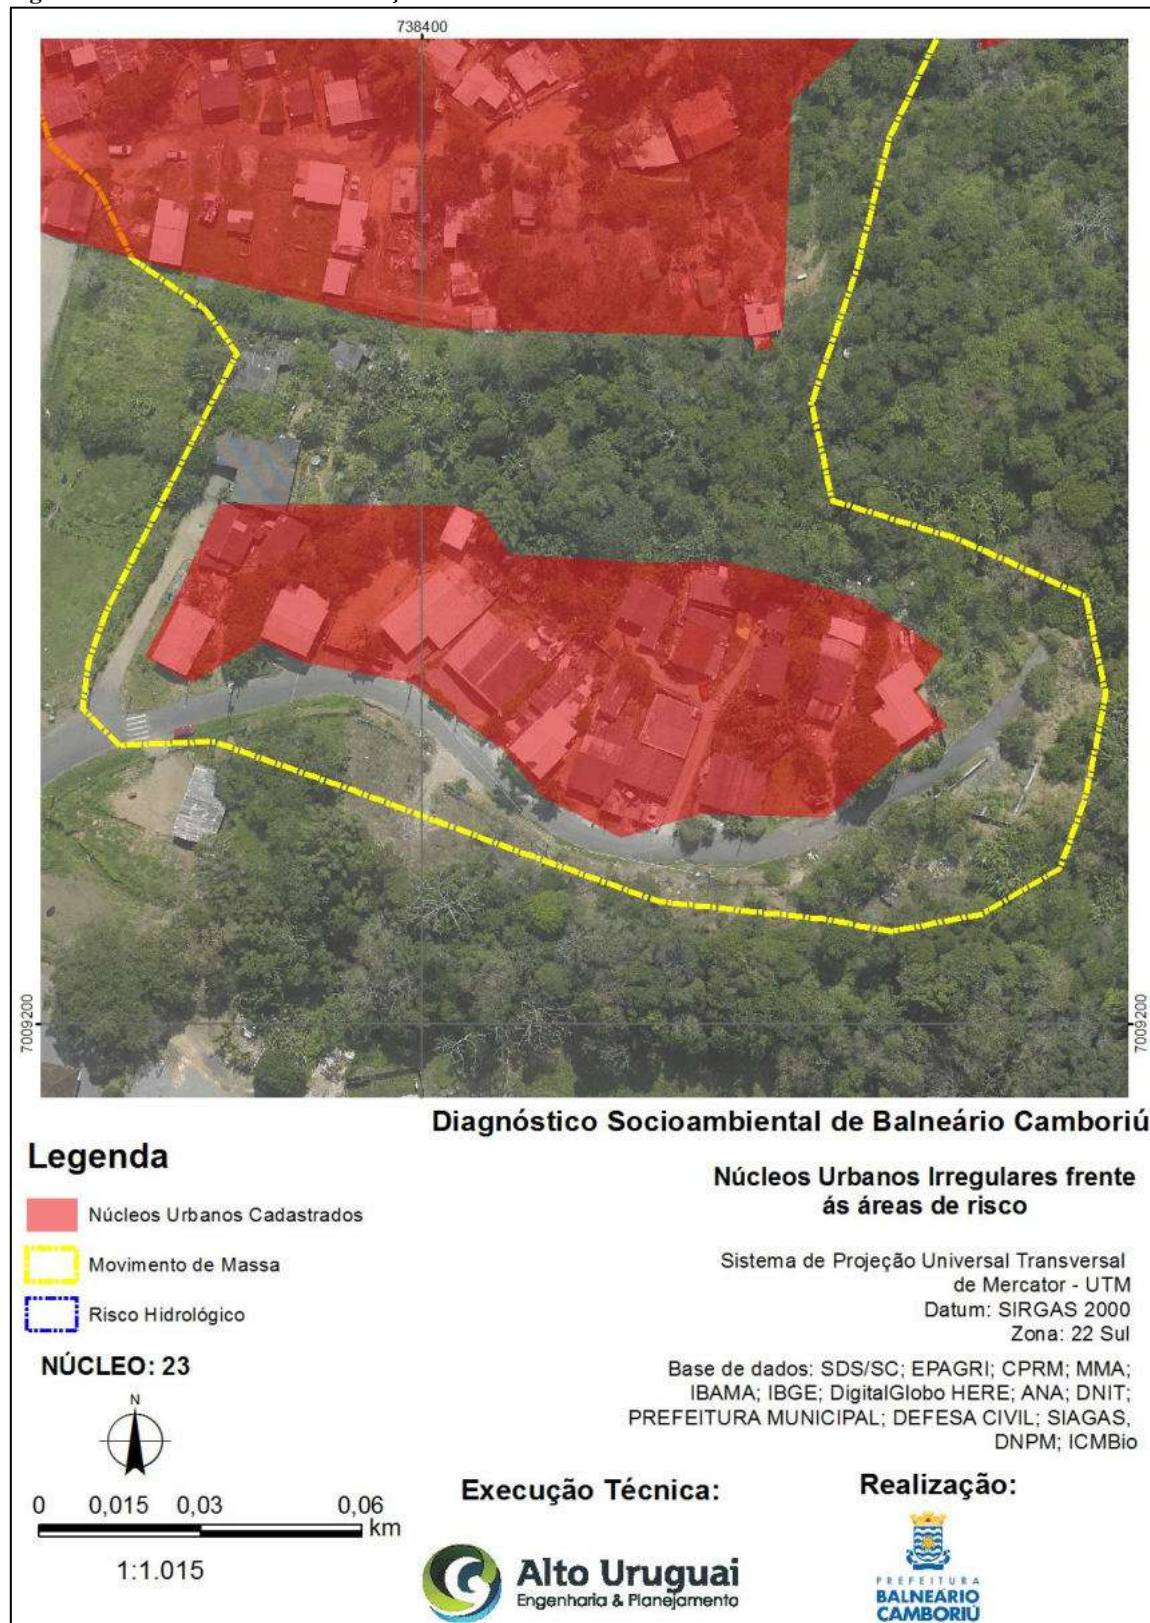 738400
7009200
7009200
Diagnóstico Socioambiental de Balneário Camboriú
Legenda
Núcleos Urbanos Cadastrados
Movimento de Massa
Risco Hidrológico
NÚCLEO: 23
N
0 0,015 0,03 0,06
km
1:1.015
Núcleos Urbanos Irregulares frente
ás áreas de risco
Sistema de Projeção Universal Transversal
de Mercator - UTM
Datum: SIRGAS 2000
Zona: 22 Sul
Base de dados: SDS/SC; EPAGRI; CPRM; MMA;
IBAMA; IBGE; DigitalGlobo HERE; ANA; DNIT;
PREFEITURA MUNICIPAL; DEFESA CIVIL; SIAGAS,
DNPM; ICMBio
Execução Técnica:
Alto Uruguai
Engenharia & Planejamento
Realização:
PREFEITURA
BALNEÁRIO
CAMBORIÚ